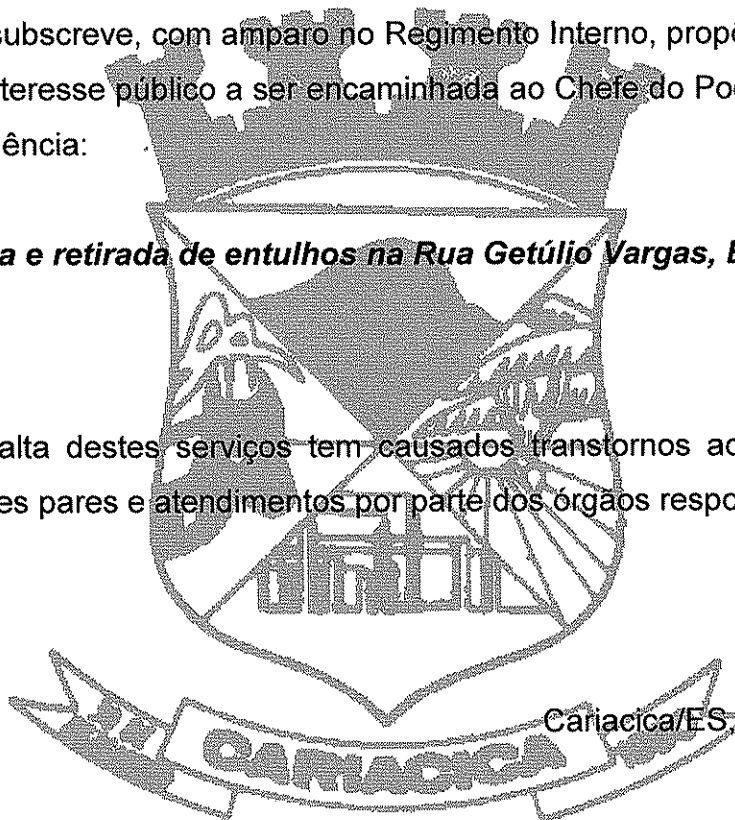 subscreve, com amparo no Regimento Interno, propõ
teresse público a ser encaminhada ao Chefe do Po
ência:
a e retirada de entulhos na Rua Getúlio Vargas, B
alta destes serviços tem causados transtornos ac
es pares e atendimentos por parte dos órgãos respo
Cariacica/ES,
CARIACICA